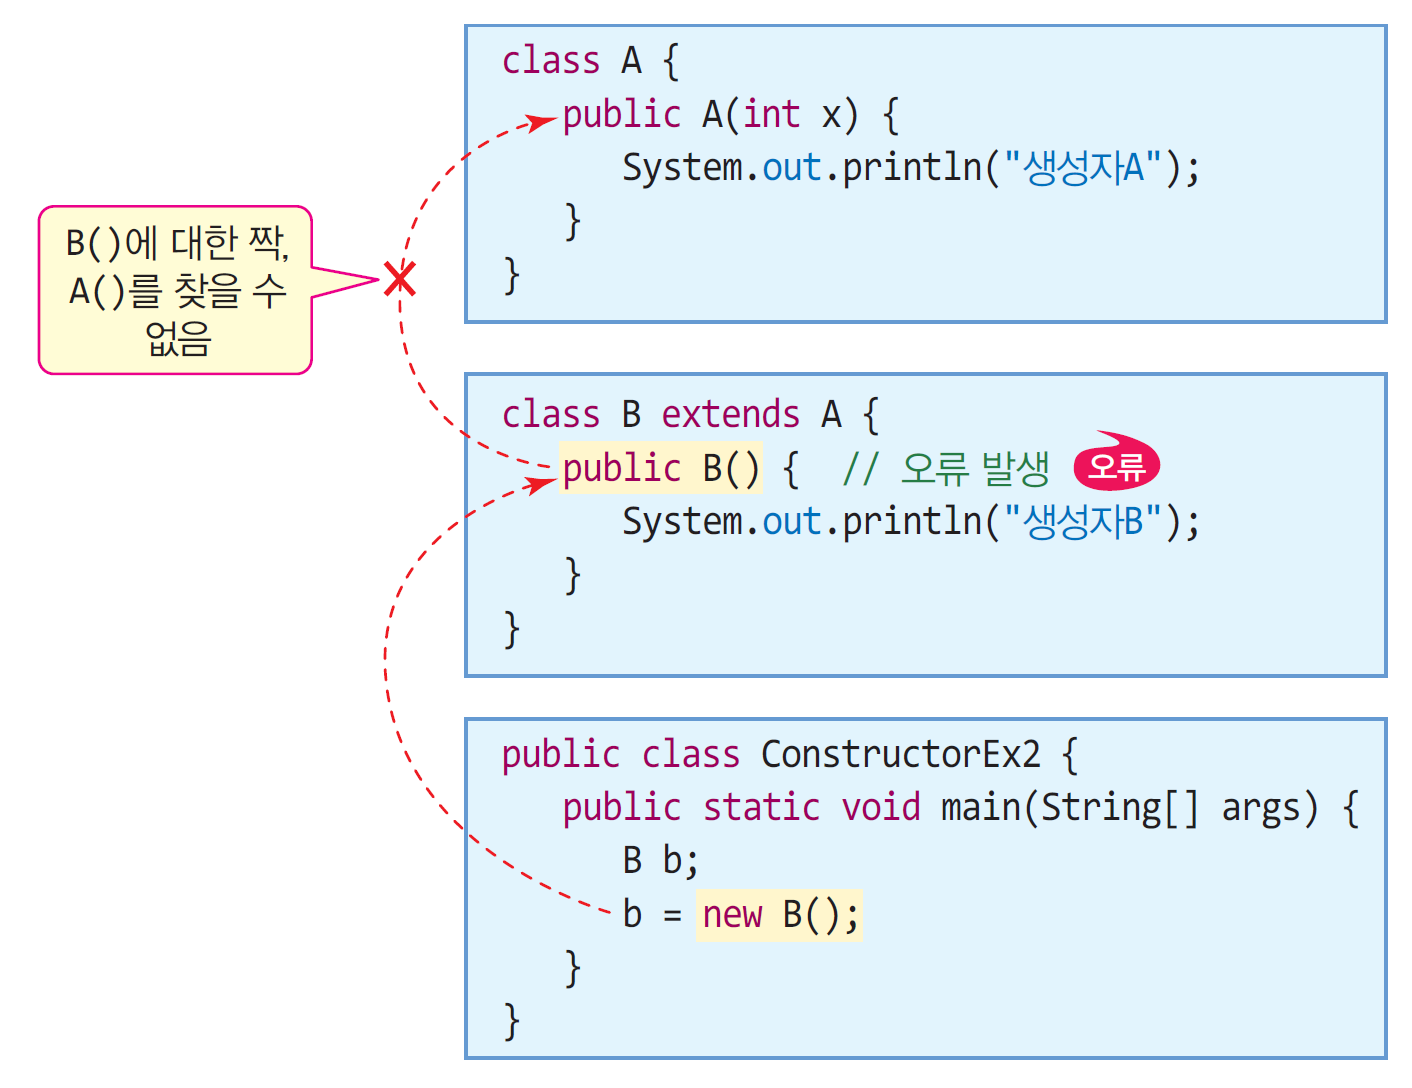 class A {
public A(int x) {
System.out.println("생성자A");
}
}
B()에 대한 짝,
A()를 찾을 수
없음
class B extends A {
public B() { // 오류 발생 오류
System.out.println("생성자B");
}
}
public class ConstructorEx2 {
public static void main(String[] args) {
B b;
b = new B();
}
}